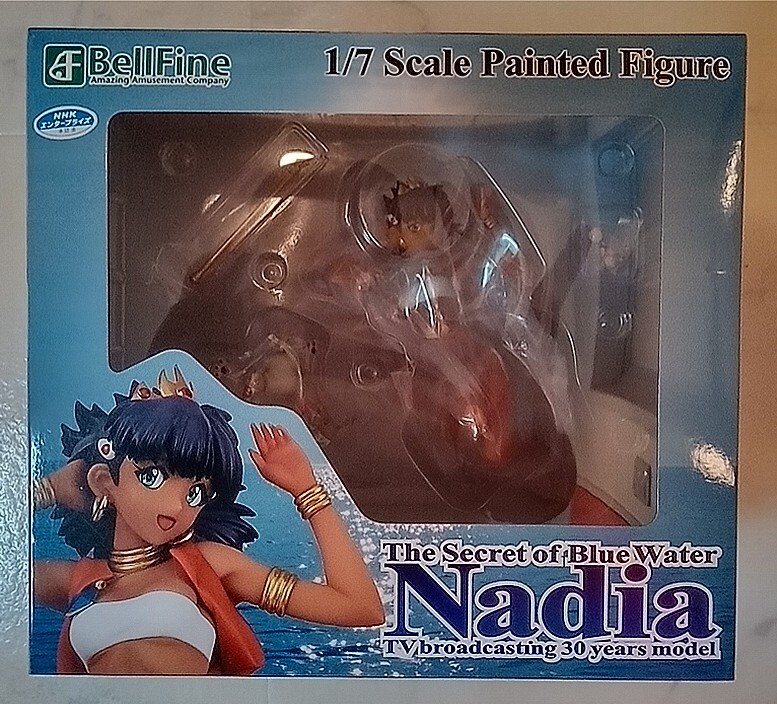 BellFine
Amazing Amusement Company
1/7 Scale Painted Figure
NHK
エンタープライズ
The Secret of Blue Water
Nadia
TV broadcasting 30 years model